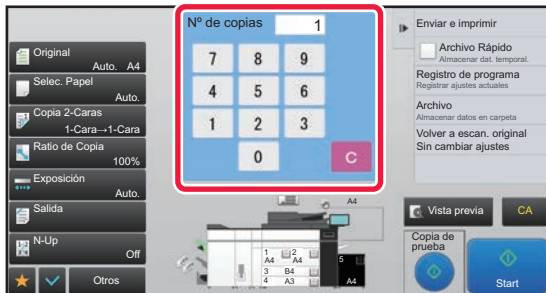 Original
Auto. A4
Selec. Papel
Auto.
Copia 2-Caras
1-Cara→1-Cara
Ratio de Copia
100%
Exposición
Auto.
Salida
N-Up
Off
Otros
Nº de copias 1
7 8 9
4 5 6
1 2 3
0 C
A4
1 A4 2 A4
3 B4
4 A3
5 A4
Enviar e imprimir
Archivo Rápido
Almacenar dat. temporal.
Registro de programa
Registrar ajustes actuales
Archivo
Almacenar datos en carpeta
Volver a escan. original
Sin cambiar ajustes
Vista previa
CA
Copia de
prueba
Start